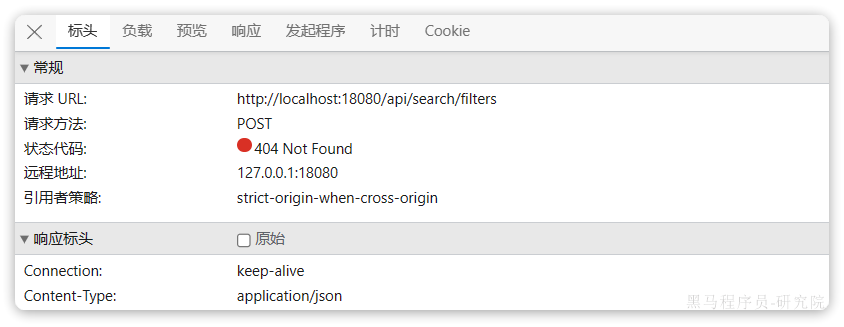 标头 负载 预览 响应 发起程序 计时 Cookie
常规
请求 URL: http://localhost:18080/api/search/filters
请求方法: POST
状态代码: 404 Not Found
远程地址: 127.0.0.1:18080
引用者策略: strict-origin-when-cross-origin
响应标头 原始
Connection: keep-alive
Content-Type: application/json
黑马程序员-研究院